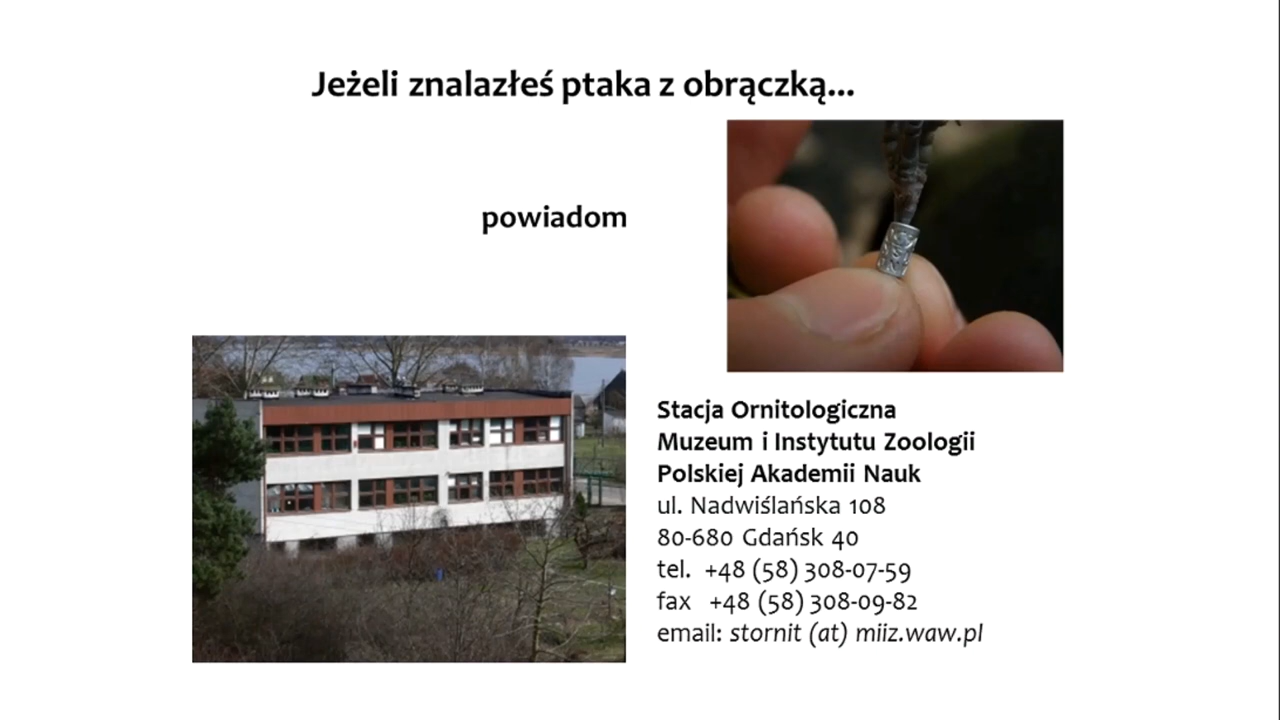 Jeżeli znalazłeś ptaka z obrączką...
powiadom
Stacja Ornitologiczna
Muzeum i Instytutu Zoologii
Polskiej Akademii Nauk
ul. Nadwiślańska 108
80-680 Gdańsk 40
tel. +48 (58) 308-07-59
fax +48 (58) 308-09-82
email: stornit (at) miiz.waw.pl